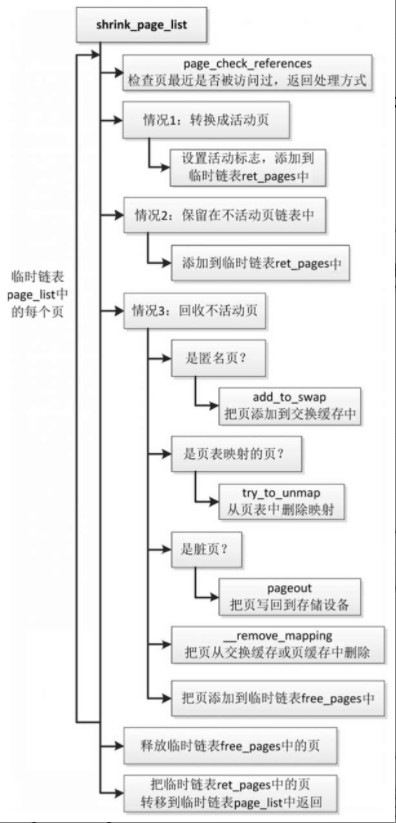 shrink_page_list
page_check_references
检查页最近是否被访问过，返回处理方式
情况1：转换成活动页
设置活动标志，添加到
临时链表ret_pages中
情况2：保留在不活动页链表中
添加到临时链表ret_pages中
临时链表
page_list中
的每个页
情况3：回收不活动页
是匿名页？
add_to_swap
把页添加到交换缓存中
是页表映射的页？
try_to_unmap
从页表中删除映射
是脏页？
pageout
把页写回到存储设备
__remove_mapping
把页从交换缓存或页缓存中删除
把页添加到临时链表free_pages中
释放临时链表free_pages中的页
把临时链表ret_pages中的页
转移到临时链表page_list中返回